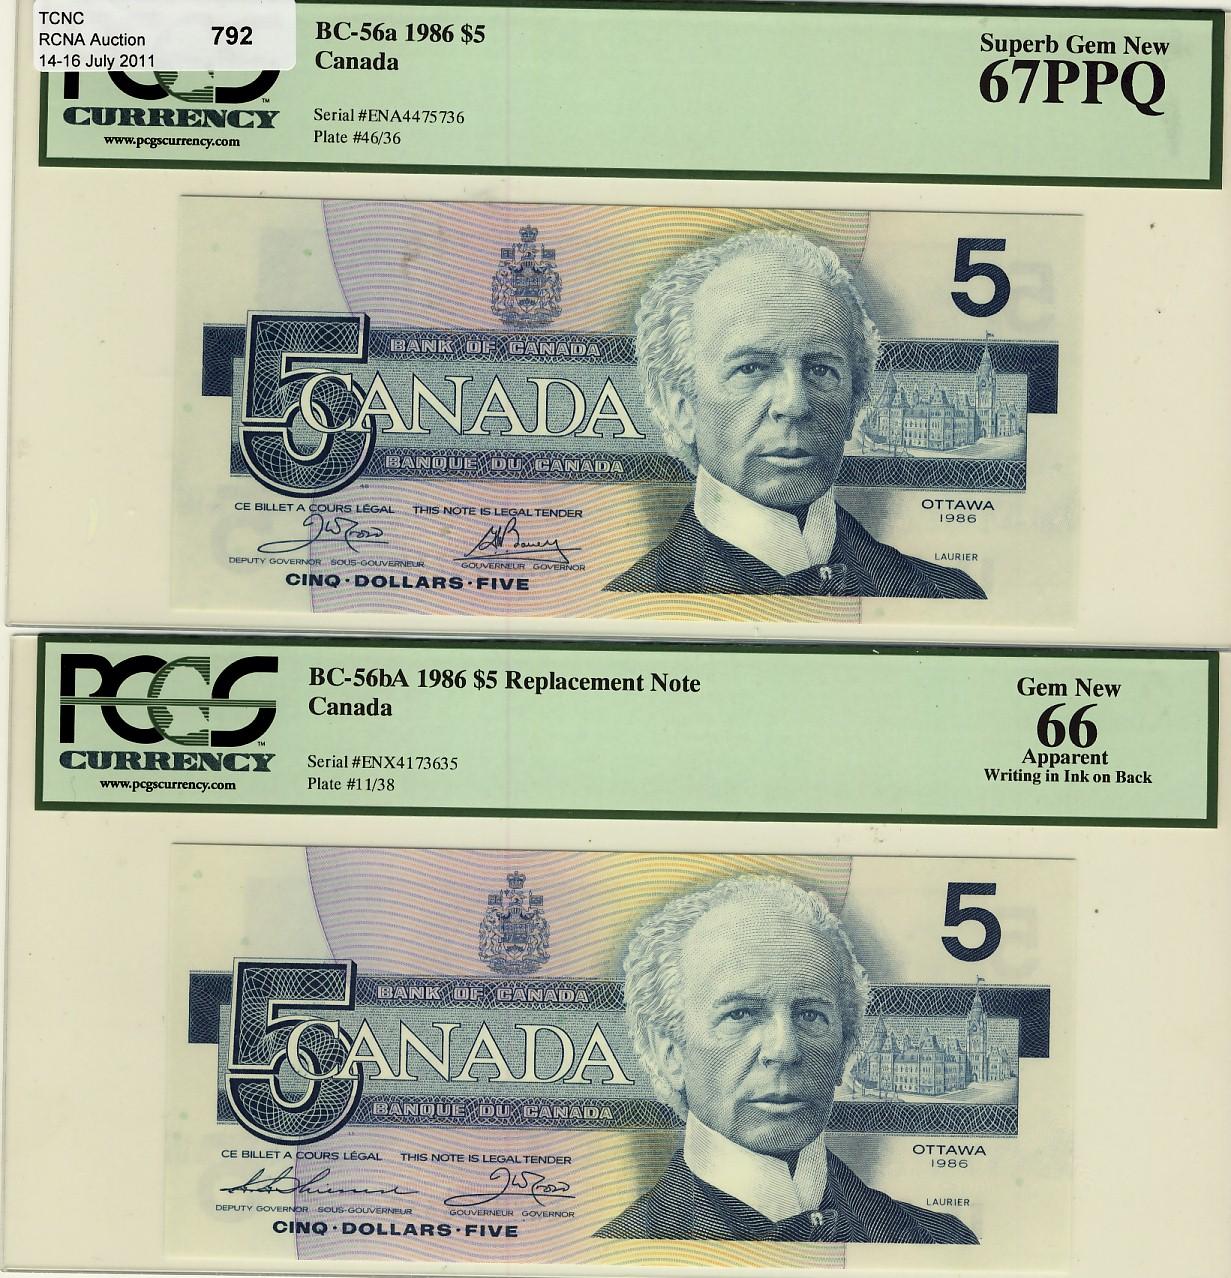 TCNC
RCNA Auction 792
14-16 July 2011
BC-56a 1986 $5
Canada
Serial #ENA4475736
Plate #46/36
Superb Gem New
67PPQ
PCGS
CURRENCY
™
www.pcgscurrency.com
5
BANK OF CANADA
5
CANADA
BANQUE DU CANADA
CE BILLET A COURS LÉGAL THIS NOTE IS LEGAL TENDER
DEPUTY GOVERNOR SOUS-GOUVERNEUR GOUVERNEUR GOVERNOR
CINQ·DOLLARS·FIVE
OTTAWA
1986
LAURIER
PCGS
™
CURRENCY
www.pcgscurrency.com
BC-56bA 1986 $5 Replacement Note
Canada
Serial #ENX4173635
Plate #11/38
Gem New
66
Apparent
Writing in Ink on Back
5
BANK OF CANADA
5
CANADA
BANQUE DU CANADA
CE BILLET A COURS LÉGAL THIS NOTE IS LEGAL TENDER
DEPUTY GOVERNOR SOUS-GOUVERNEUR GOUVERNEUR GOVERNOR
CINQ·DOLLARS·FIVE
OTTAWA
1986
LAURIER